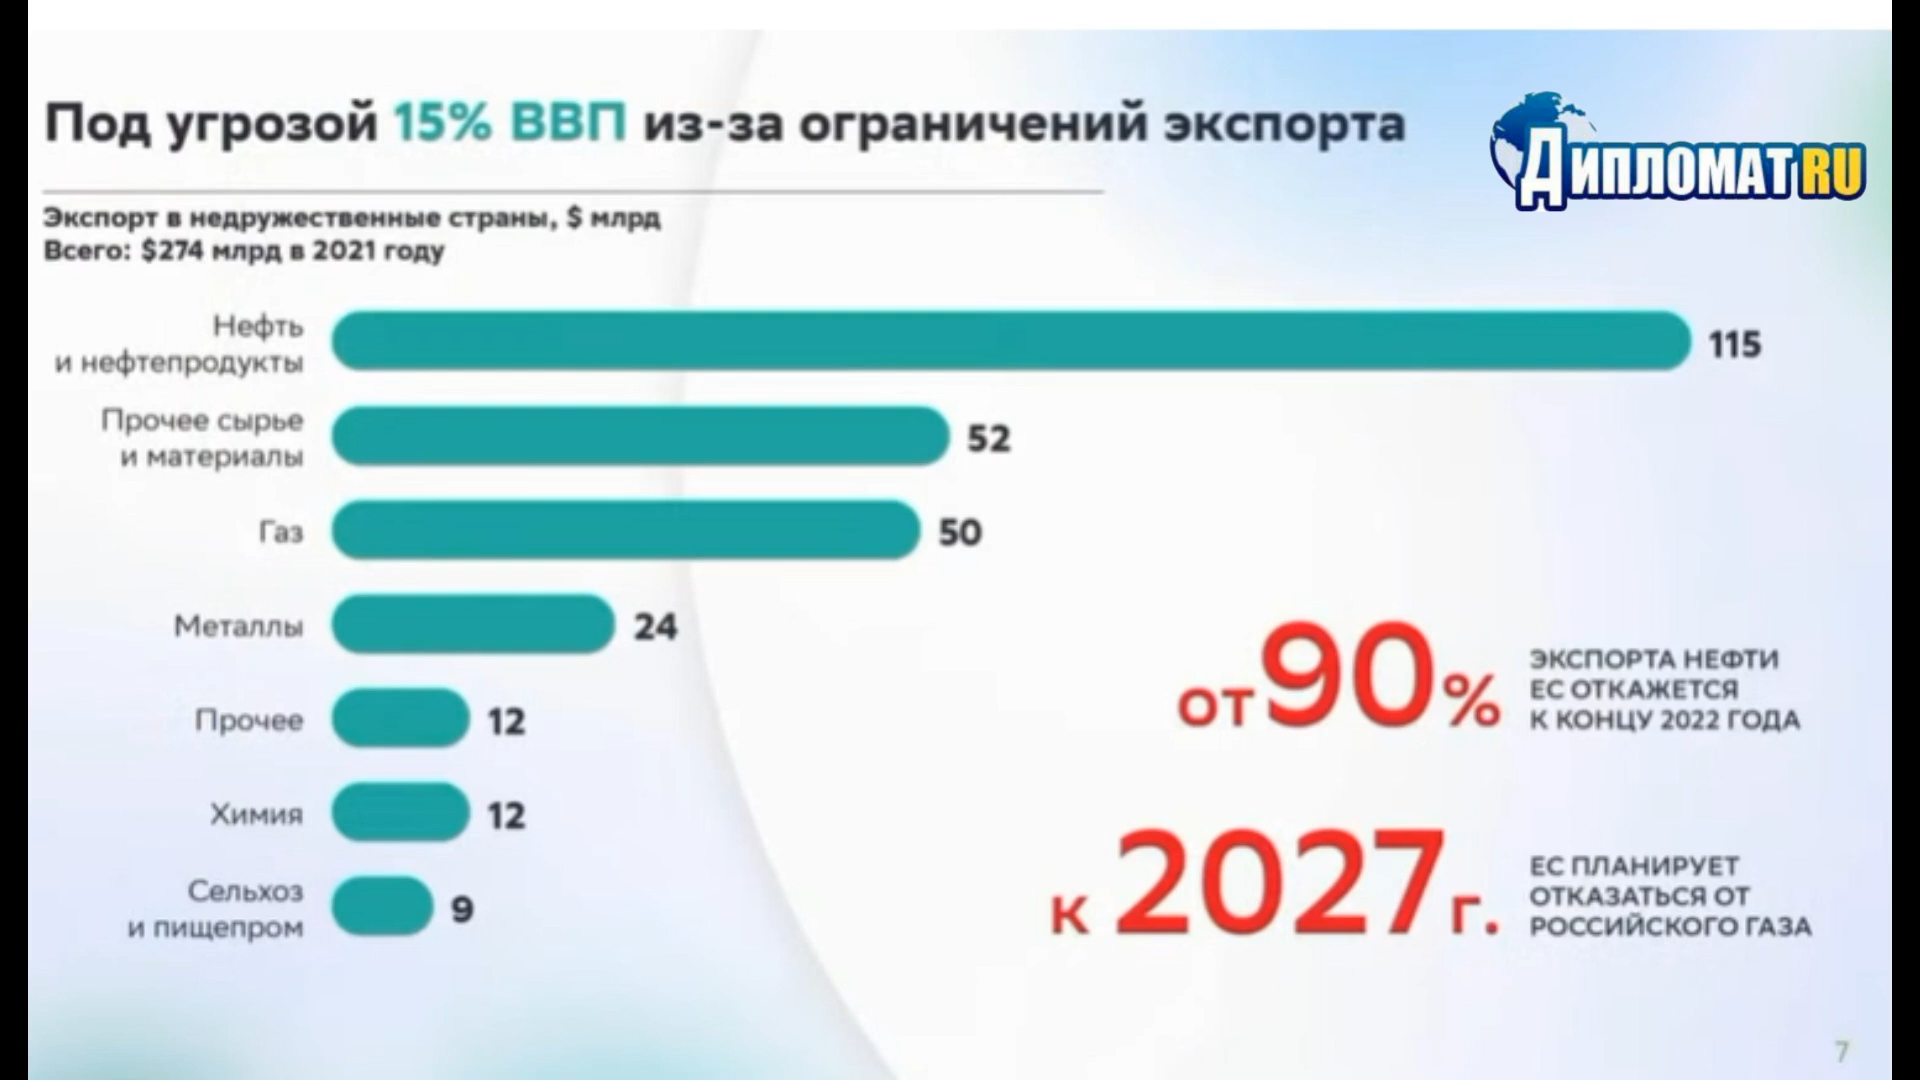 Под угрозой 15% ВВП из-за ограничений экспорта
ДИПЛОМАТRU
Экспорт в недружественные страны, $ млрд
Всего: $274 млрд в 2021 году
Нефть
и нефтепродукты
115
Прочее сырье
и материалы
52
Газ
50
Металлы
24
Прочее
12
Химия
12
Сельхоз
и пищепром
9
от 90%
ЭКСПОРТА НЕФТИ
ЕС ОТКАЖЕТСЯ
К КОНЦУ 2022 ГОДА
к 2027 г.
ЕС ПЛАНИРУЕТ
ОТКАЗАТЬСЯ ОТ
РОССИЙСКОГО ГАЗА
7